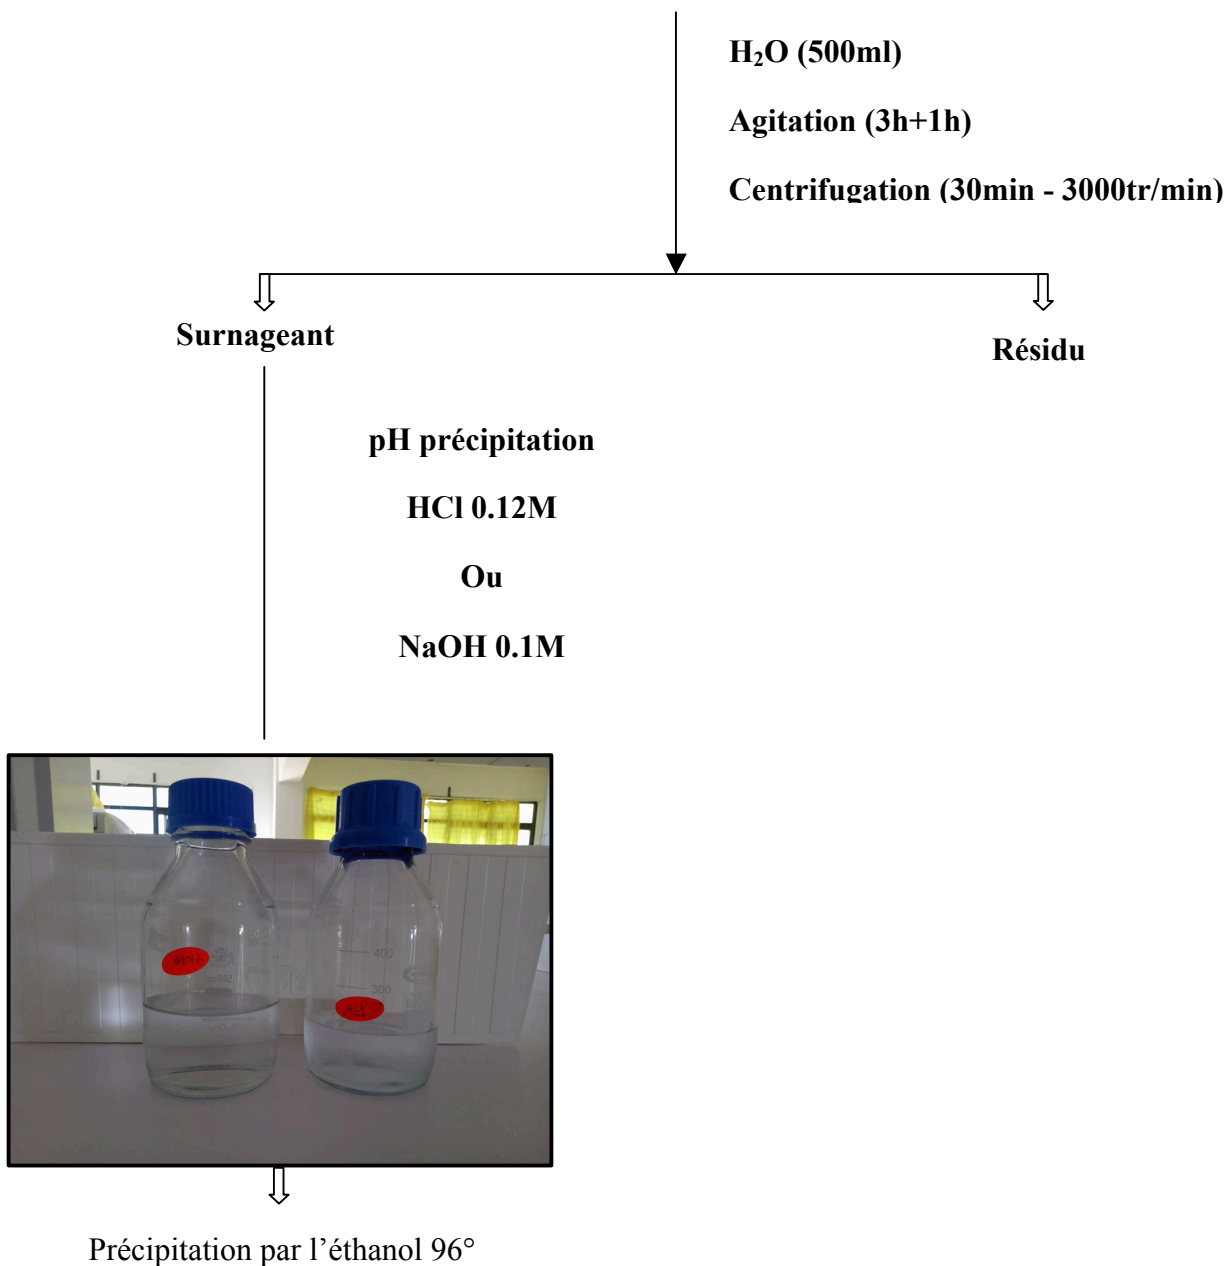 H₂O (500ml)
Agitation (3h+1h)
Centrifugation (30min - 3000tr/min)
Surnageant
Résidu
pH précipitation
HCl 0.12M
Ou
NaOH 0.1M
400
300
Précipitation par l’éthanol 96°